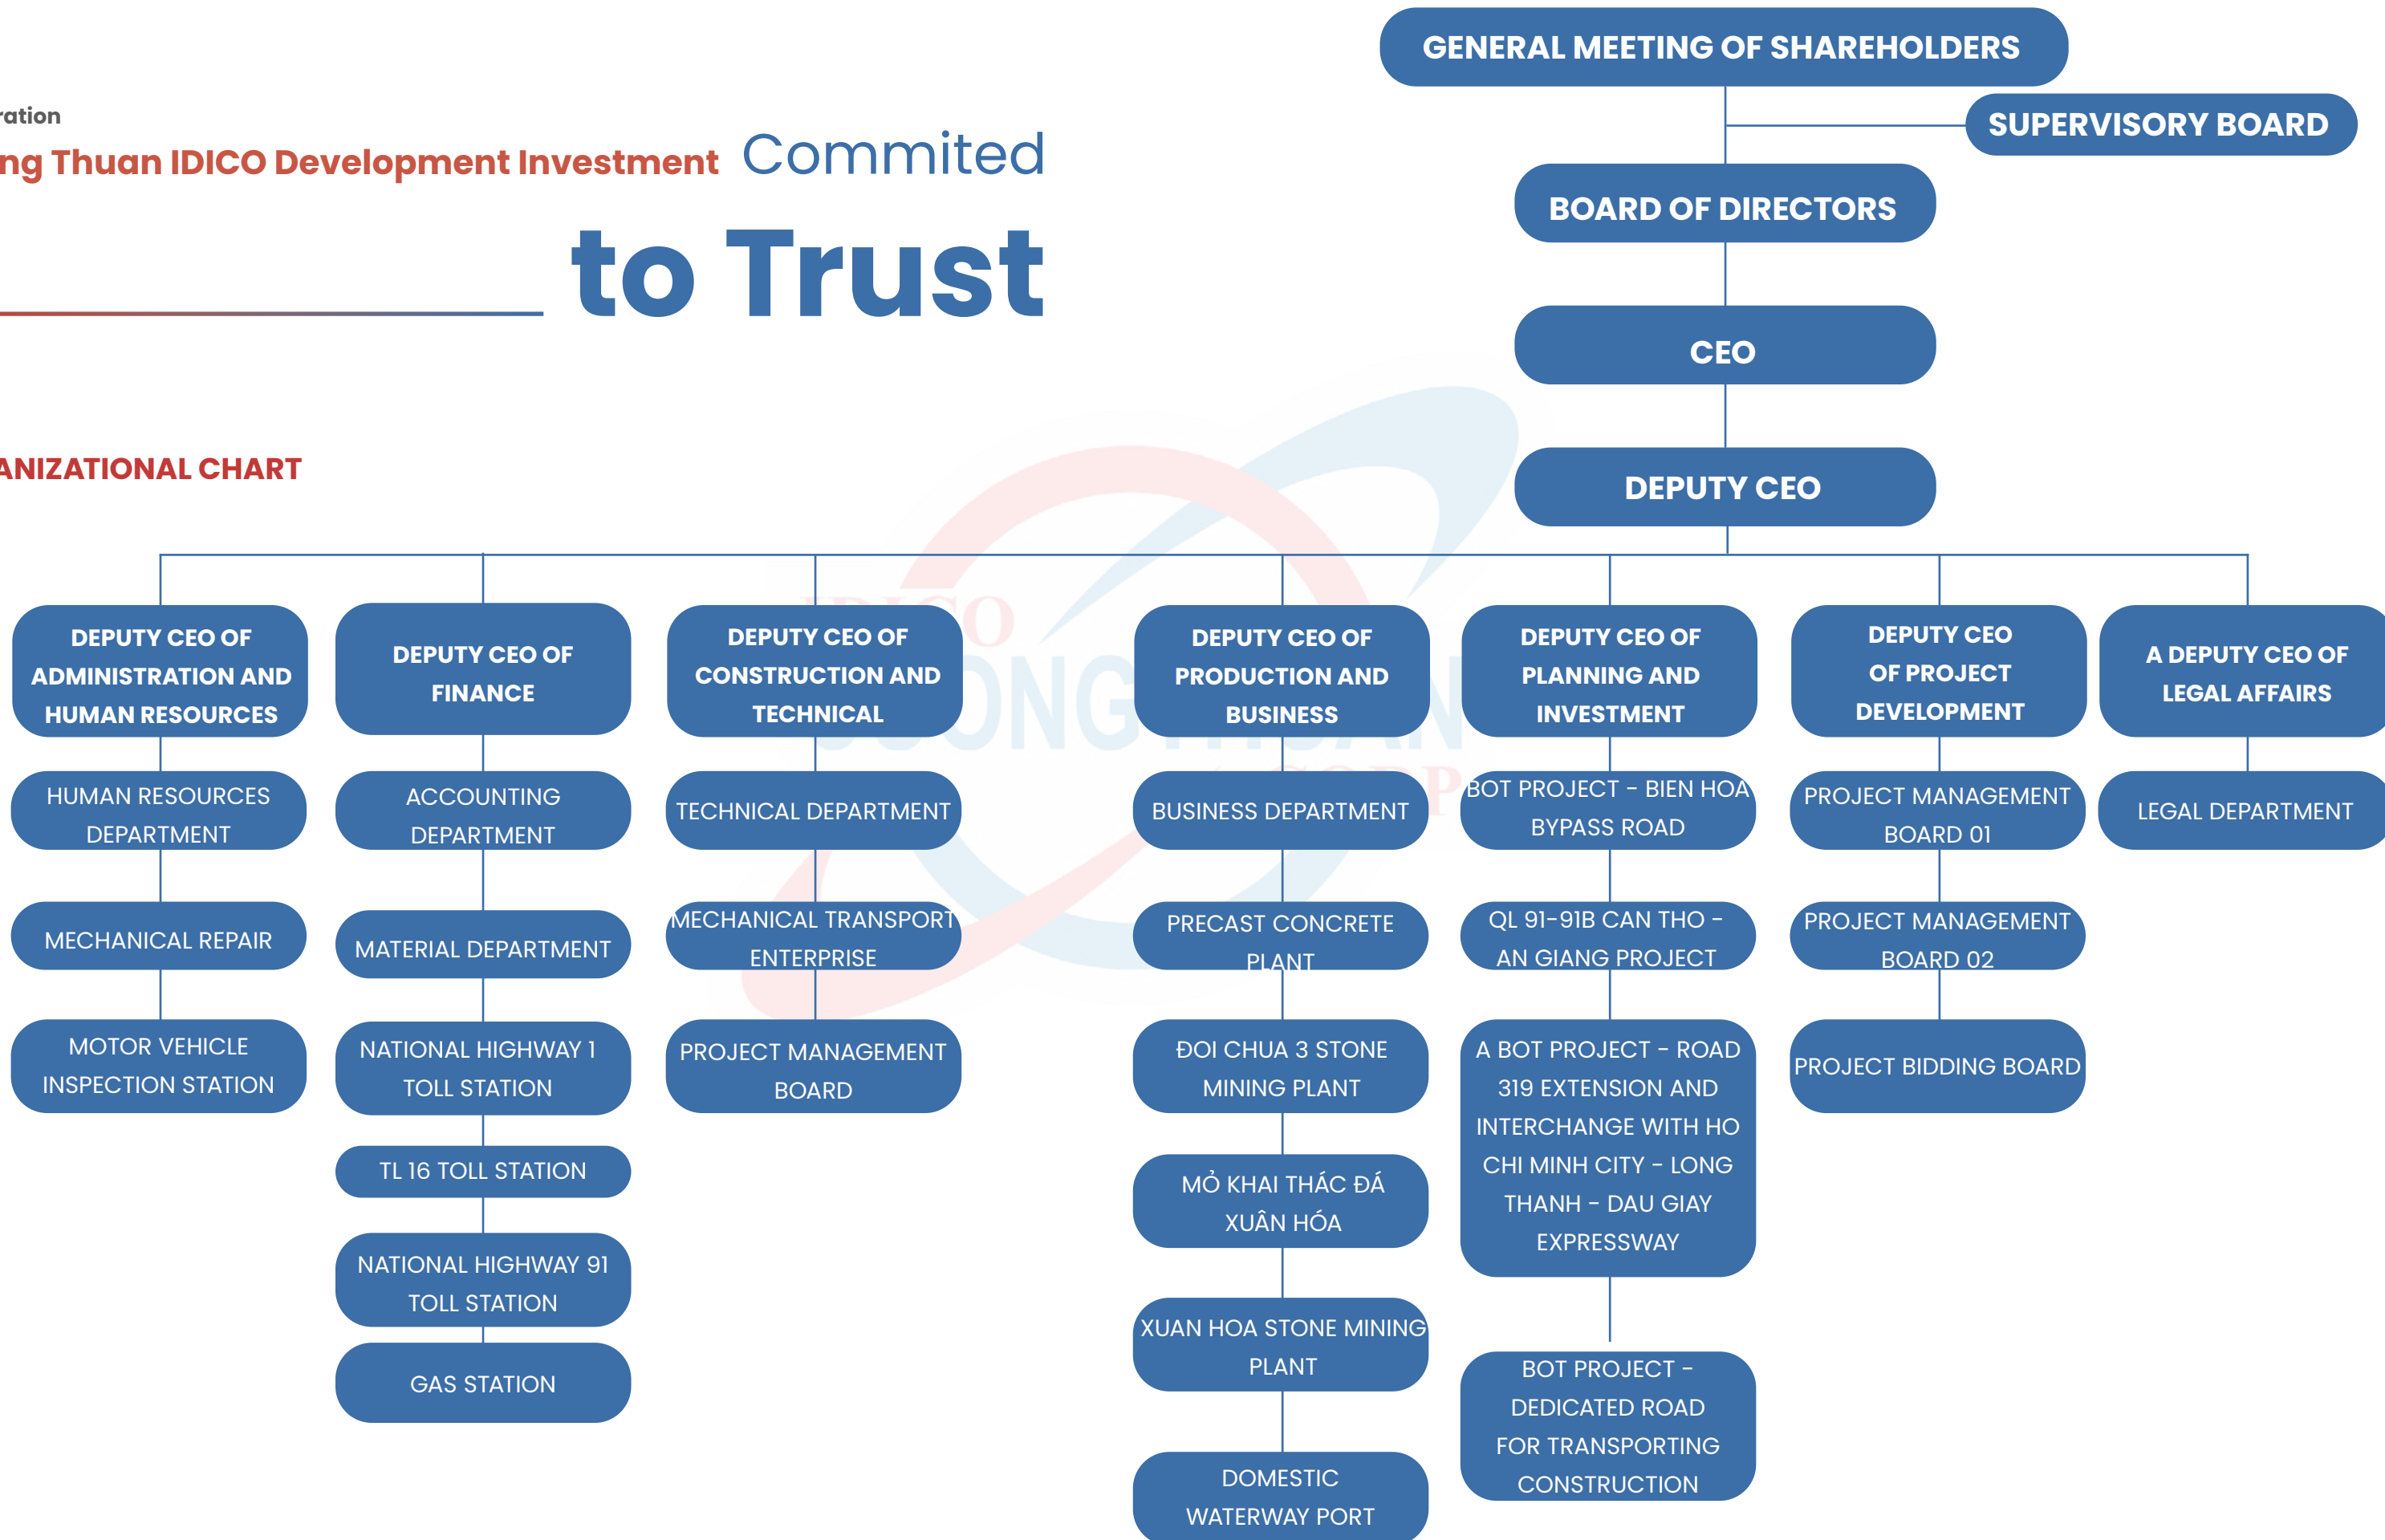 GENERAL MEETING OF SHAREHOLDERS
SUPERVISORY BOARD
BOARD OF DIRECTORS
CEO
DEPUTY CEO
ration
ng Thuan IDICO Development Investment
Commited
to Trust
ANIZATIONAL CHART
DEPUTY CEO OF
ADMINISTRATION AND
HUMAN RESOURCES
HUMAN RESOURCES
DEPARTMENT
MECHANICAL REPAIR
MOTOR VEHICLE
INSPECTION STATION
DEPUTY CEO OF
FINANCE
ACCOUNTING
DEPARTMENT
MATERIAL DEPARTMENT
NATIONAL HIGHWAY 1
TOLL STATION
TL 16 TOLL STATION
NATIONAL HIGHWAY 91
TOLL STATION
GAS STATION
DEPUTY CEO OF
CONSTRUCTION AND
TECHNICAL
TECHNICAL DEPARTMENT
MECHANICAL TRANSPORT
ENTERPRISE
PROJECT MANAGEMENT
BOARD
DEPUTY CEO OF
PRODUCTION AND
BUSINESS
BUSINESS DEPARTMENT
PRECAST CONCRETE
PLANT
ĐOI CHUA 3 STONE
MINING PLANT
MỎ KHAI THÁC ĐÁ
XUÂN HÓA
XUAN HOA STONE MINING
PLANT
DOMESTIC
WATERWAY PORT
DEPUTY CEO OF
PLANNING AND
INVESTMENT
BOT PROJECT - BIEN HOA
BYPASS ROAD
QL 91-91B CAN THO -
AN GIANG PROJECT
A BOT PROJECT - ROAD
319 EXTENSION AND
INTERCHANGE WITH HO
CHI MINH CITY - LONG
THANH - DAU GIAY
EXPRESSWAY
BOT PROJECT -
DEDICATED ROAD
FOR TRANSPORTING
CONSTRUCTION
DEPUTY CEO
OF PROJECT
DEVELOPMENT
PROJECT MANAGEMENT
BOARD 01
PROJECT MANAGEMENT
BOARD 02
PROJECT BIDDING BOARD
A DEPUTY CEO OF
LEGAL AFFAIRS
LEGAL DEPARTMENT